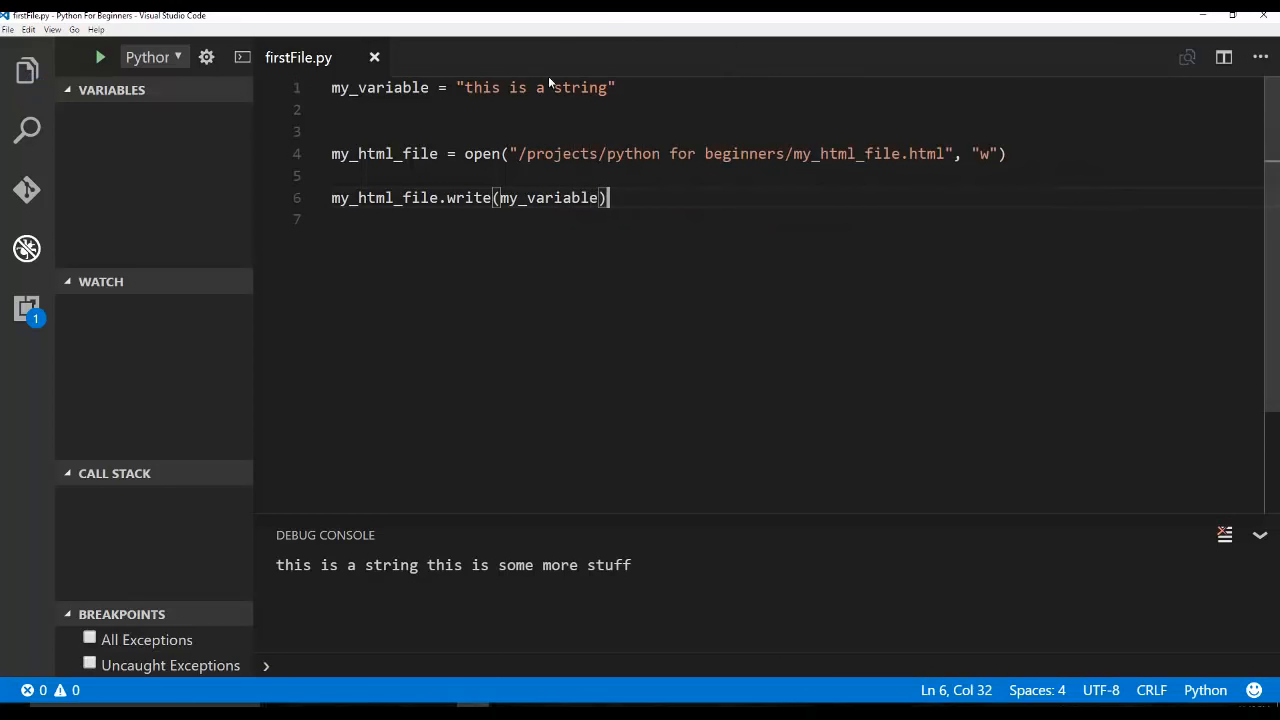 firstFile.py - Python For Beginners - Visual Studio Code
File Edit View Go Help
Python
firstFile.py
VARIABLES
1 my_variable = "this is a string"
2
3
4 my_html_file = open("/projects/python for beginners/my_html_file.html", "w")
5
6 my_html_file.write(my_variable)
7
WATCH
1
CALL STACK
DEBUG CONSOLE
this is a string this is some more stuff
BREAKPOINTS
All Exceptions
Uncaught Exceptions
0 0 Ln 6, Col 32 Spaces: 4 UTF-8 CRLF Python